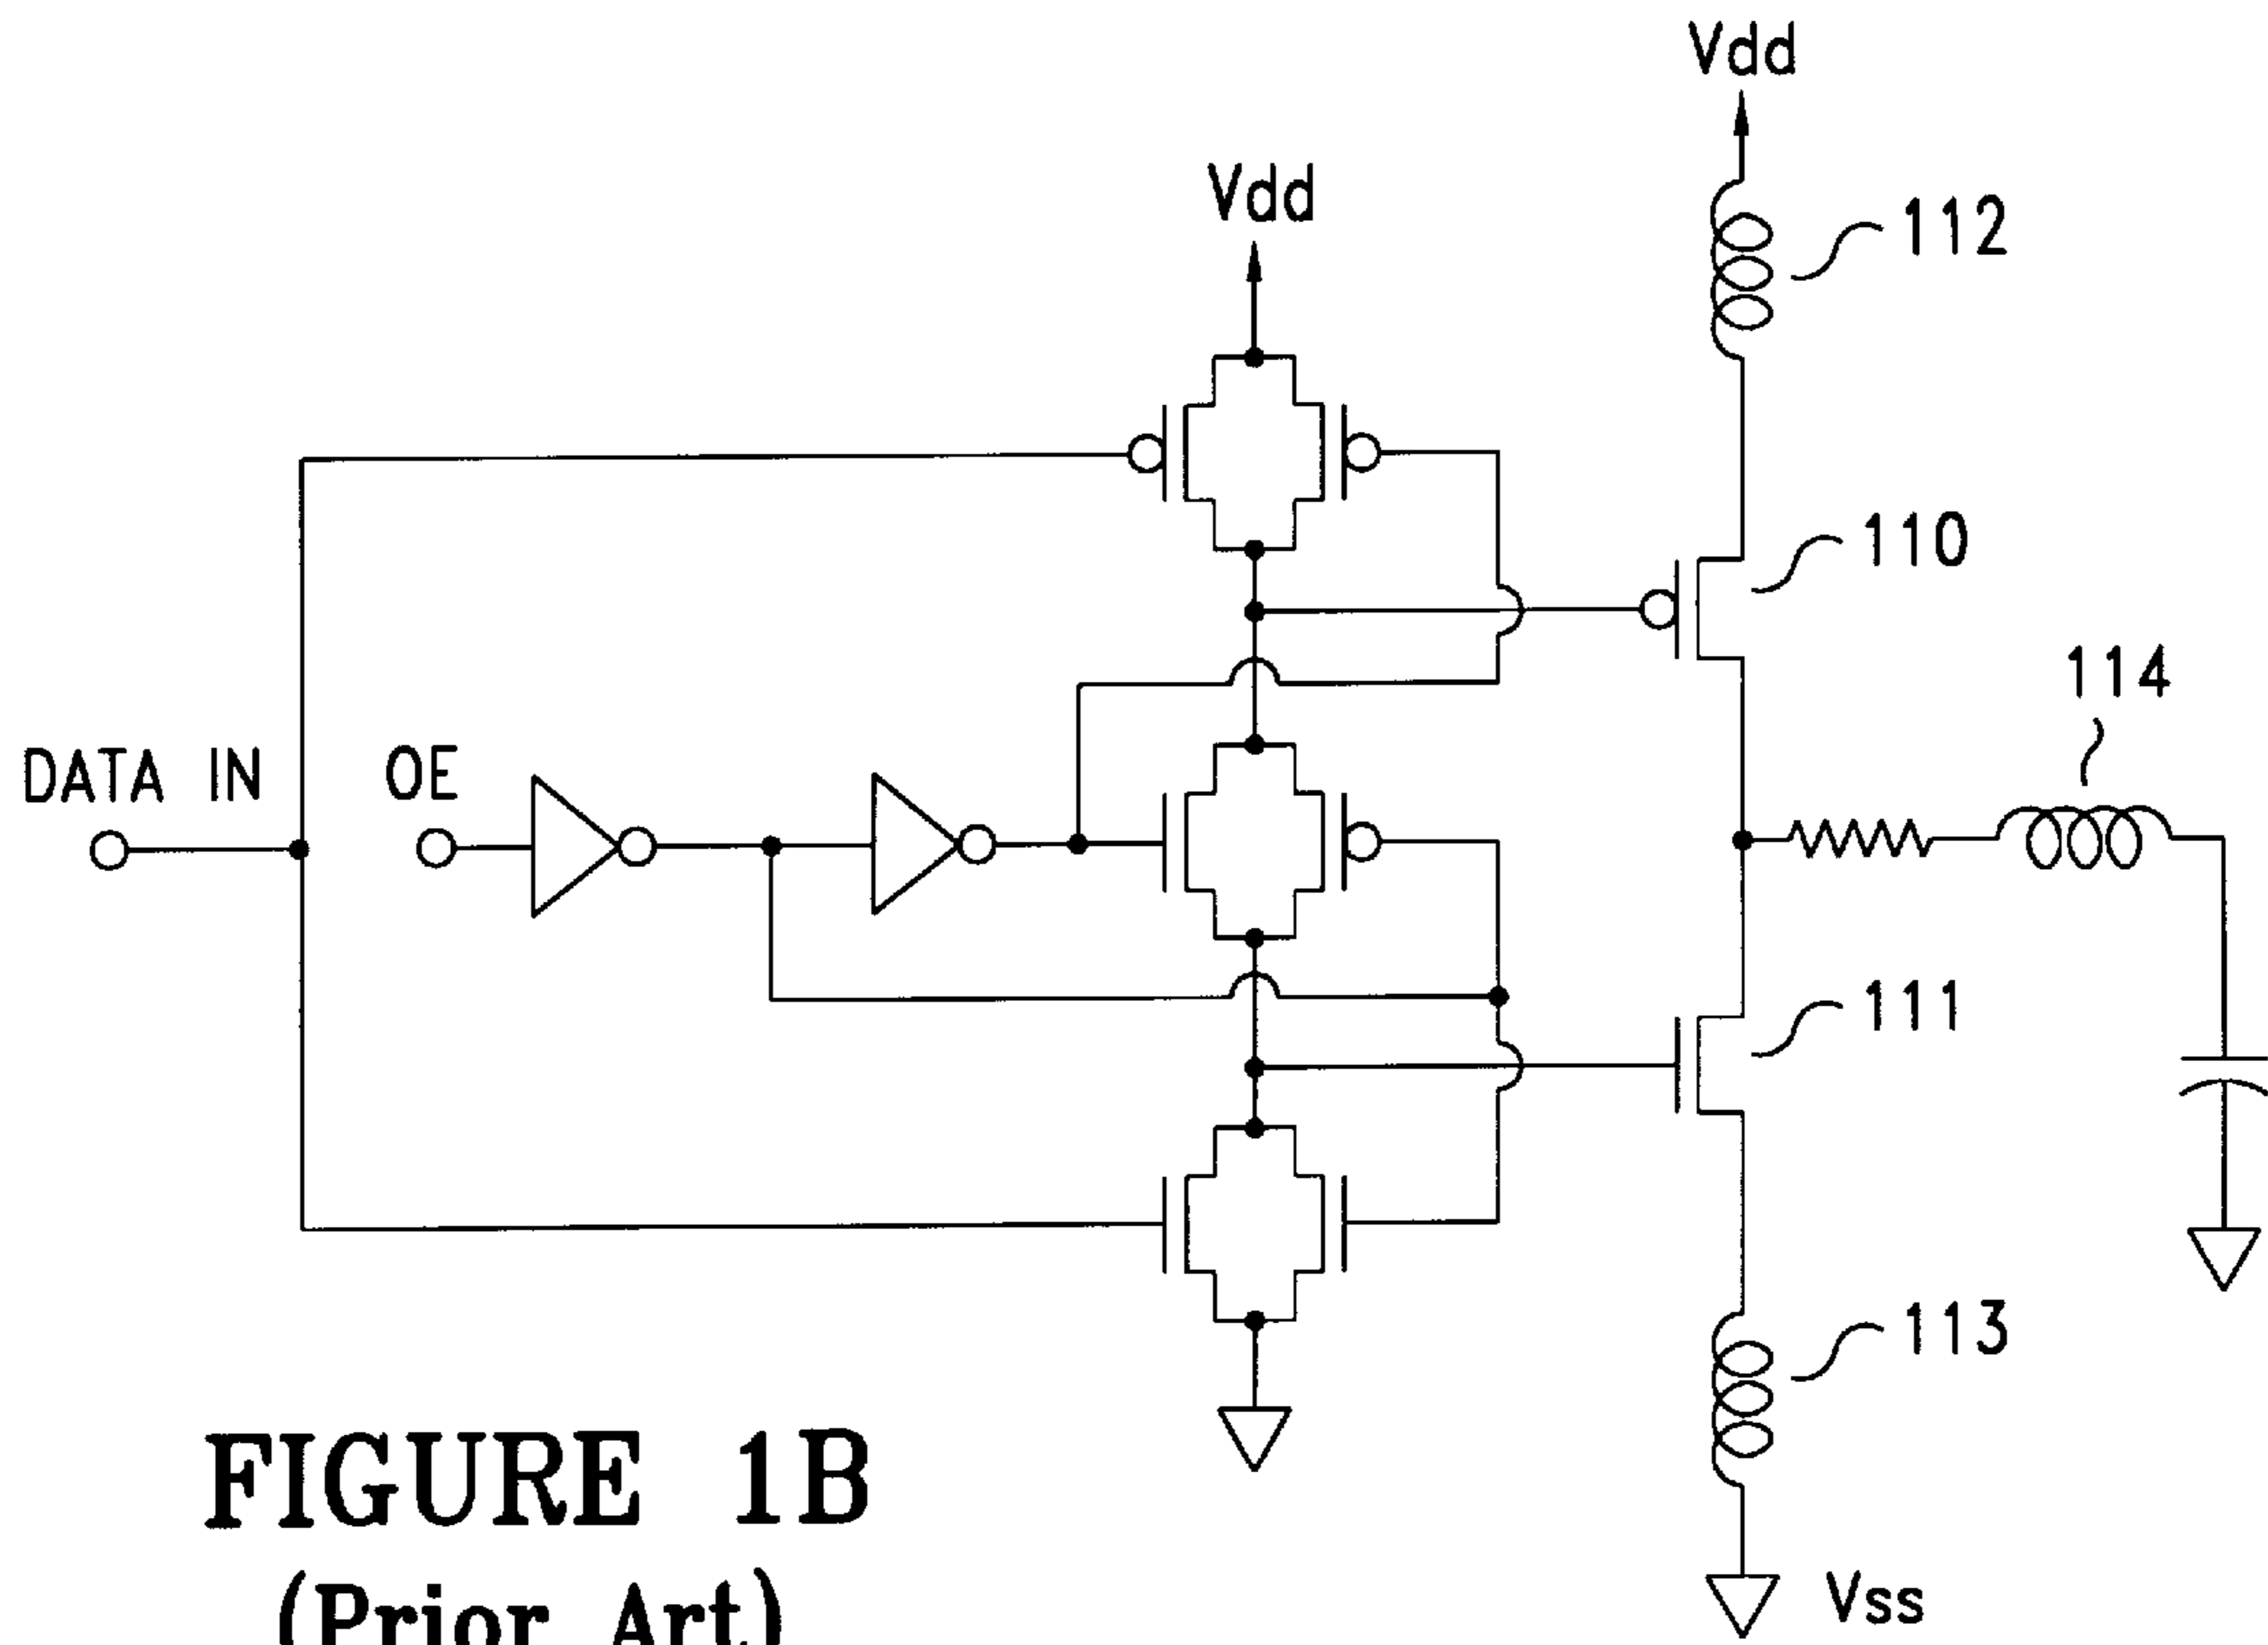 Vdd
Vdd
112
110
114
DATA IN
OE
111
113
FIGURE 1B
(Prior Art)
Vss